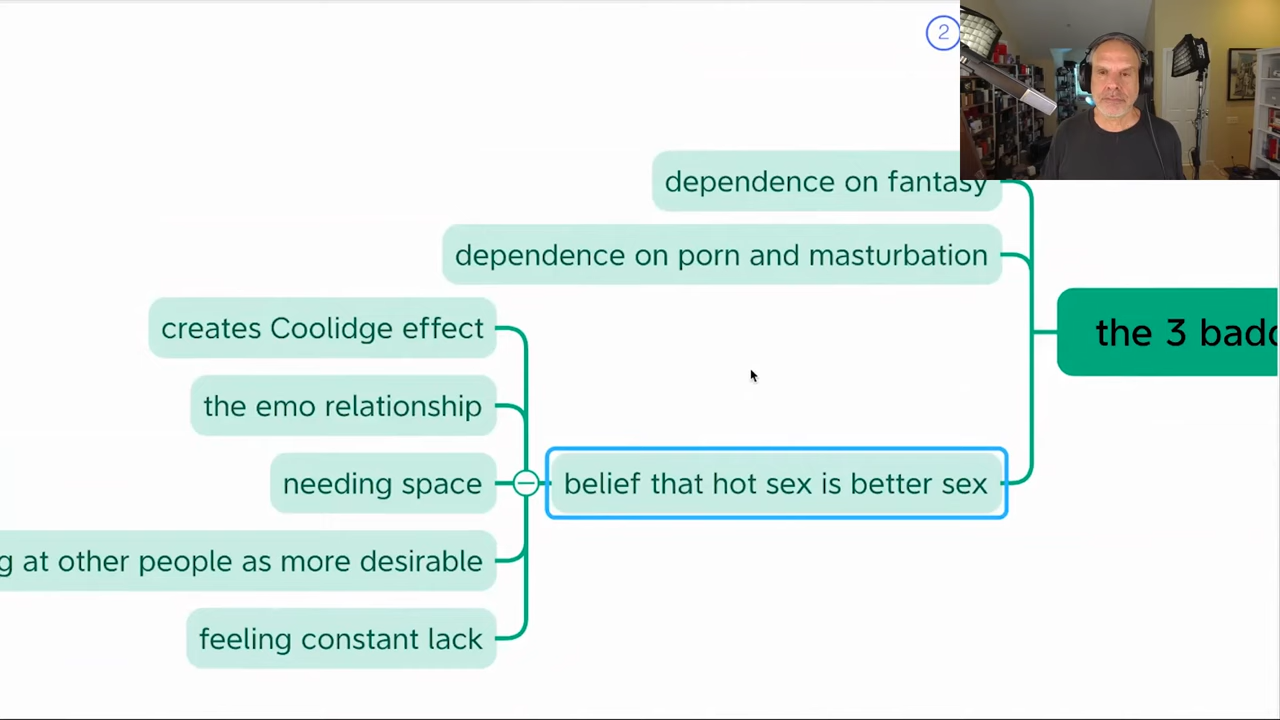 2
dependence on fantasy
dependence on porn and masturbation
creates Coolidge effect
the 3
the emo relationship
needing space
belief that hot sex is better sex
at other people as more desirable
feeling constant lack